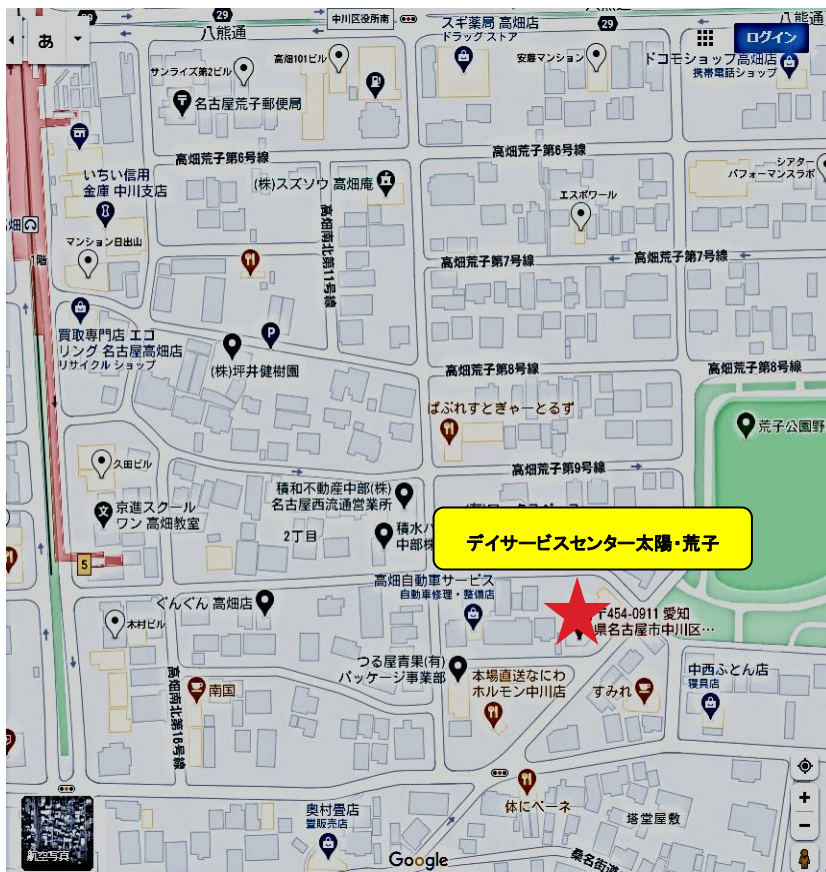 29
29
中川区役所南
八熊通
八熊通
スギ薬局 高畑店
ドラッグ ストア
29
八熊通
あ
ログイン
サンライズ第2ビル
高畑101ビル
安藤マンション
ドコモショップ高畑店
携帯電話ショップ
名古屋荒子郵便局
高畑荒子第6号線
高畑荒子第6号線
いちい信用
金庫 中川支店
(株)スズソウ 高畑庵
シアター
パフォーマンスラボ
エスポワール
高畑南北第11号線
マンション日出山
1階
高畑荒子第7号線
高畑荒子第7号線
買取専門店 エコ
リング 名古屋高畑店
リサイクル ショップ
P
(株)坪井健樹園
高畑荒子第8号線
高畑荒子第8号線
ぱぶれすとぎゃーとるず
荒子公園野
久田ビル
高畑荒子第9号線
京進スクール
ワン 高畑教室
積和不動産中部(株)
名古屋西流通営業所
2丁目
積水ハ
中部株
デイサービスセンター太陽・荒子
5
高畑自動車サービス
自動車修理・整備店
ぐんぐん 高畑店
〒454-0911 愛知
県名古屋市中川区…
木村ビル
つる屋青果(有)
パッケージ事業部
本場直送なにわ
ホルモン中川店
南国
すみれ
中西ふとん店
寝具店
高畑南北第16号線
体にベーネ
奥村畳店
畳販売店
塔堂屋敷
桑名街道
航空写真
Google
+
−